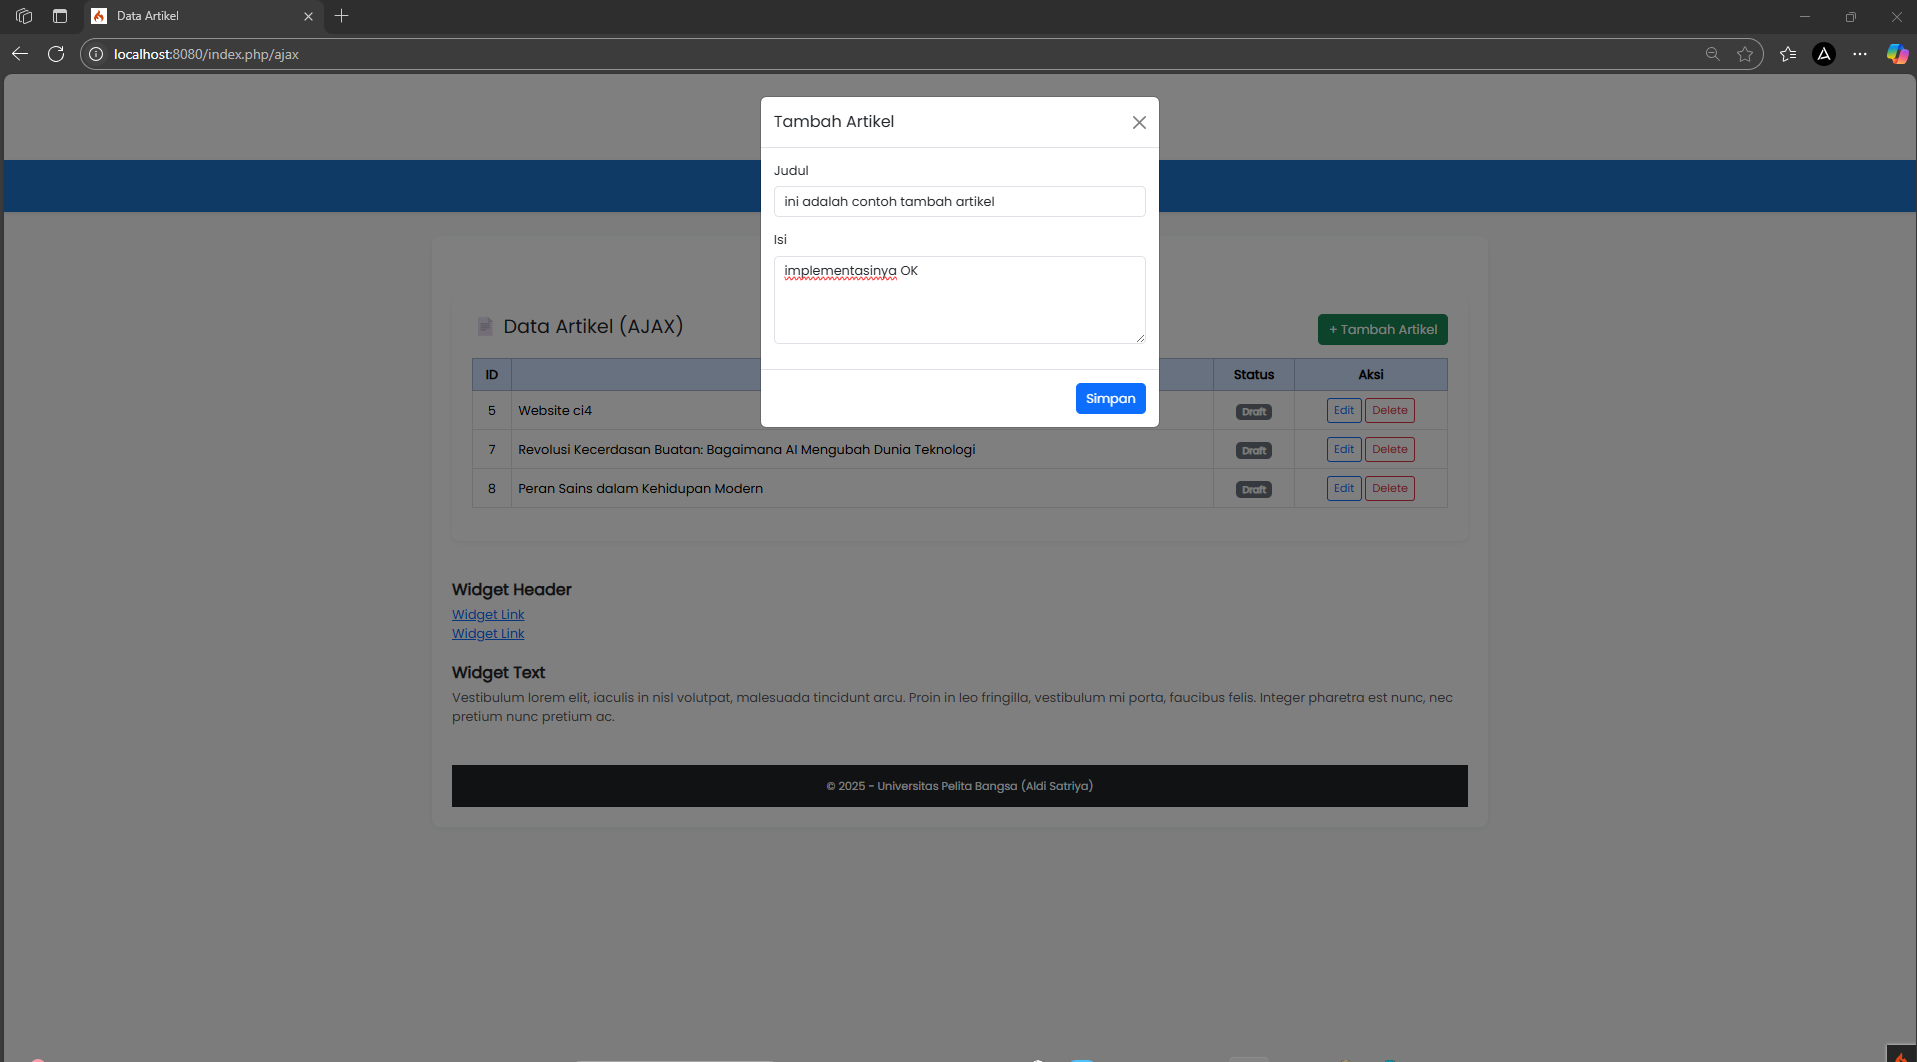 Data Artikel
localhost:8080/index.php/ajax
Tambah Artikel
Judul
ini adalah contoh tambah artikel
Isi
implementasinya OK
Simpan
Data Artikel (AJAX)
+ Tambah Artikel
ID Status Aksi
5 Website ci4 Draft Edit Delete
7 Revolusi Kecerdasan Buatan: Bagaimana AI Mengubah Dunia Teknologi Draft Edit Delete
8 Peran Sains dalam Kehidupan Modern Draft Edit Delete
Widget Header
Widget Link
Widget Link
Widget Text
Vestibulum lorem elit, iaculis in nisl volutpat, malesuada tincidunt arcu. Proin in leo fringilla, vestibulum mi porta, faucibus felis. Integer pharetra est nunc, nec
pretium nunc pretium ac.
© 2025 - Universitas Pelita Bangsa (Aldi Satriya)